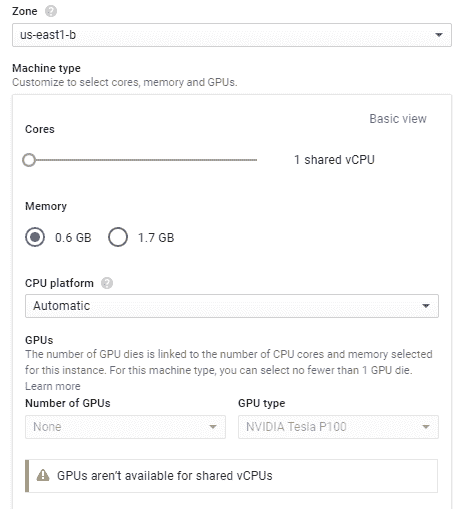 Zone
us-east1-b
Machine type
Customize to select cores, memory and GPUs.
Basic view
Cores
1 shared vCPU
Memory
0.6 GB 1.7 GB
CPU platform
Automatic
GPUs
The number of GPU dies is linked to the number of CPU cores and memory selected
for this instance. For this machine type, you can select no fewer than 1 GPU die.
Learn more
Number of GPUs GPU type
None NVIDIA Tesla P100
GPUs aren't available for shared vCPUs